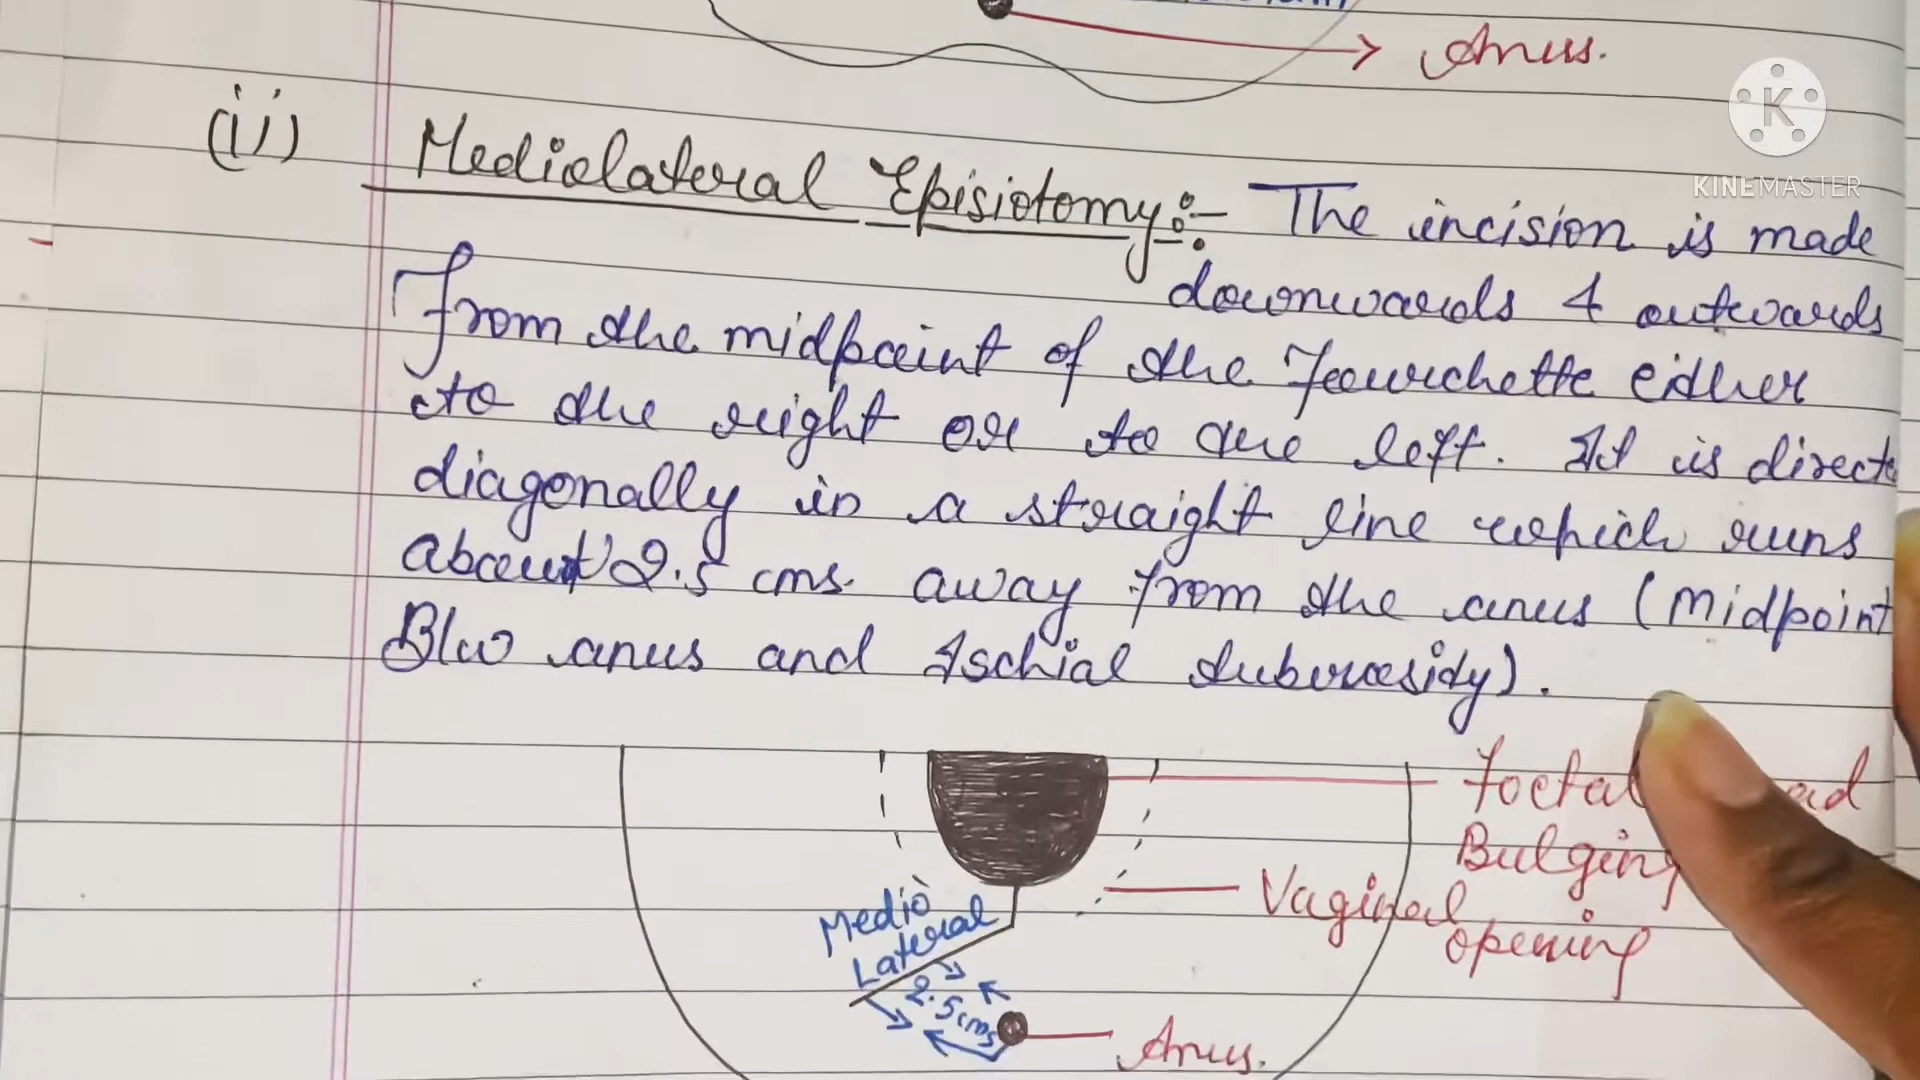 Anus.
K
KINEMASTER
(ii) Mediolateral Episiotomy :- The incision is made
downwards & outwards
from the midpoint of the Fourchette either
to the right or to the left. It is direct
diagonally in a straight line which runs
about 2.5 cms. away from the anus (midpoint
B/w anus and Ischial tuberosity).
Foetal
Bulging
Vaginal
opening
Medio
Lateral
2.5 cms
Anus.